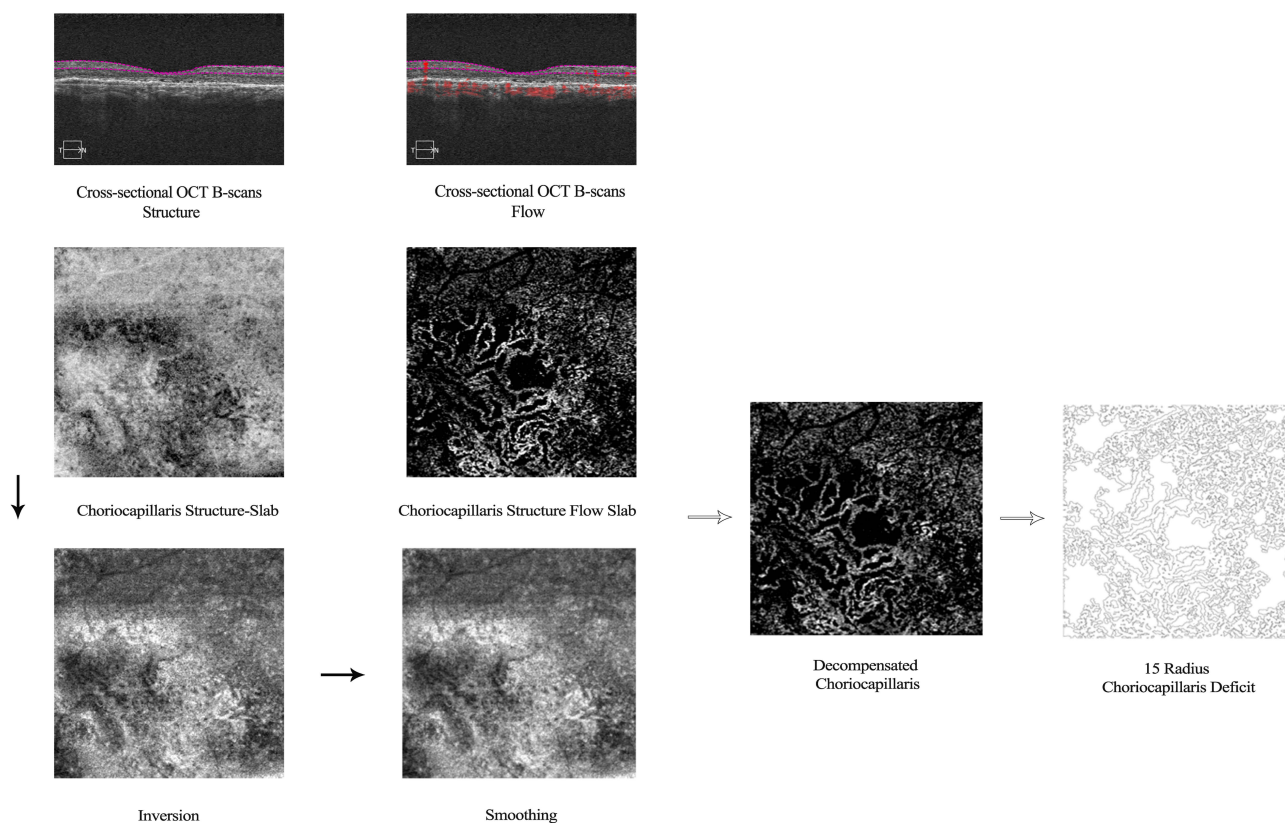 T N
T N
Cross-sectional OCT B-scans
Structure
Cross-sectional OCT B-scans
Flow
Choriocapillaris Structure-Slab
Choriocapillaris Structure Flow Slab
Decompensated
Choriocapillaris
15 Radius
Choriocapillaris Deficit
Inversion
Smoothing